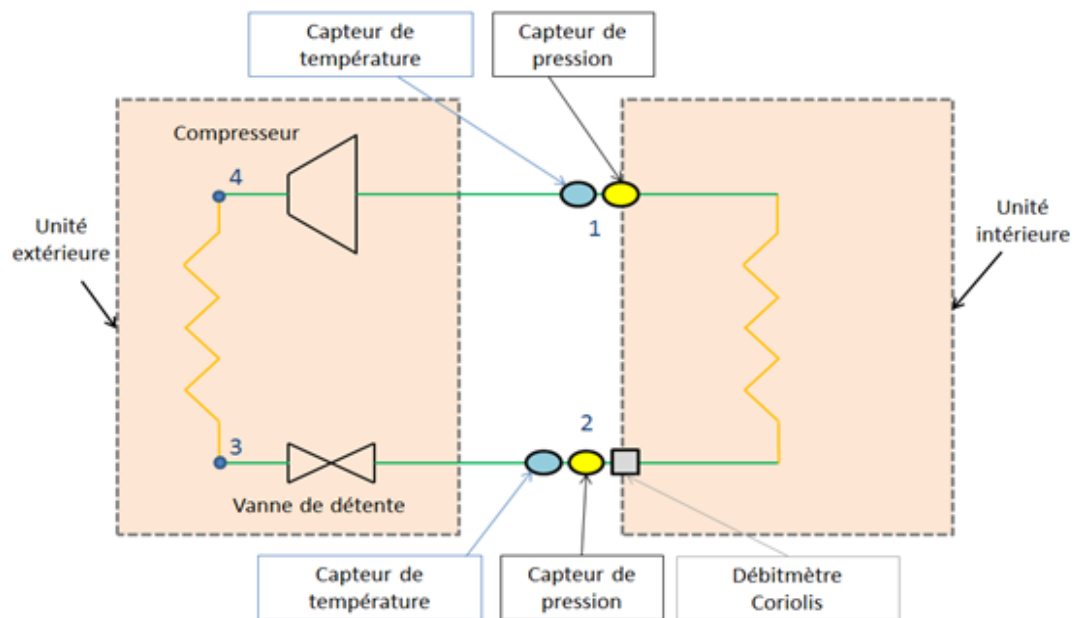 Capteur de
température
Capteur de
pression
Compresseur
4
1
Unité
extérieure
Unité
intérieure
2
3
Vanne de détente
Capteur de
température
Capteur de
pression
Débitmètre
Coriolis